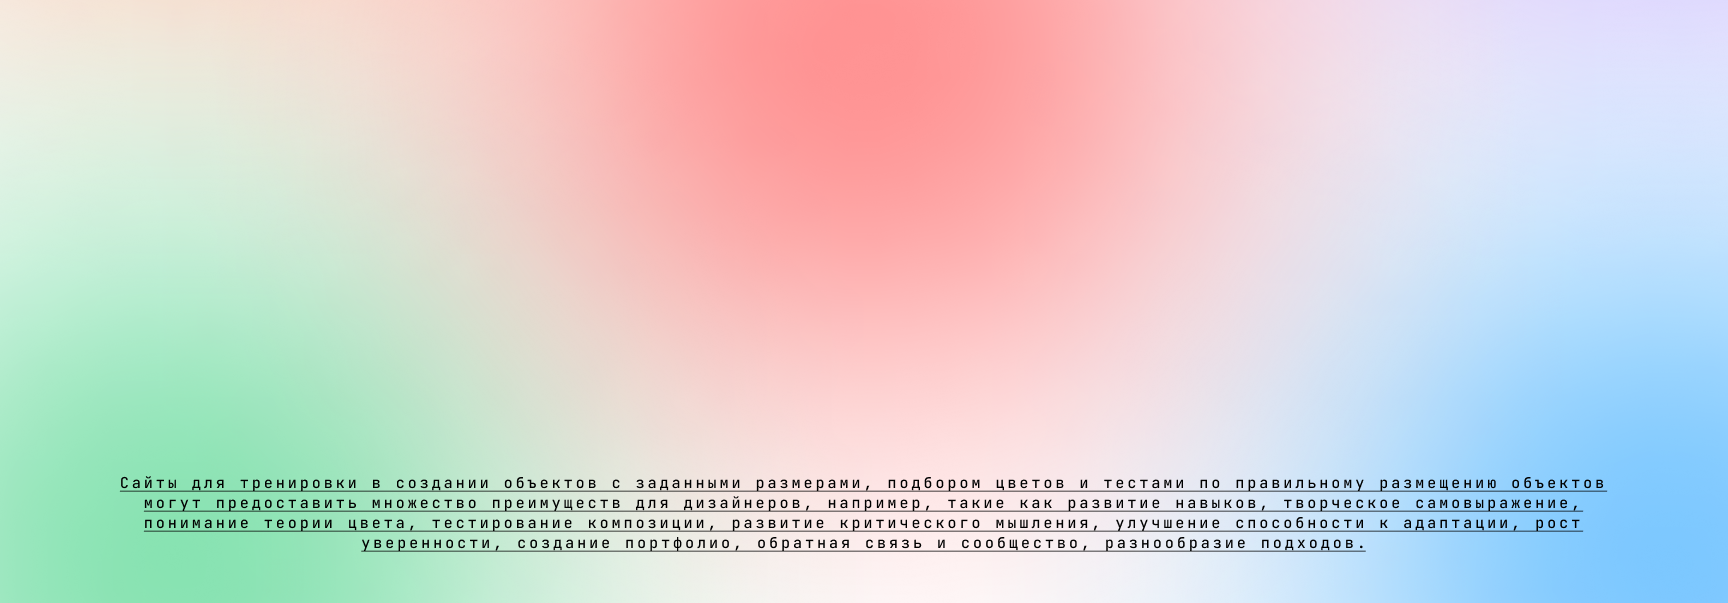 Сайты для тренировки в создании объектов с заданными размерами, подбором цветов и тестами по правильному размещению объектов
могут предоставить множество преимуществ для дизайнеров, например, такие как развитие навыков, творческое самовыражение,
понимание теории цвета, тестирование композиции, развитие критического мышления, улучшение способности к адаптации, рост
уверенности, создание портфолио, обратная связь и сообщество, разнообразие подходов.